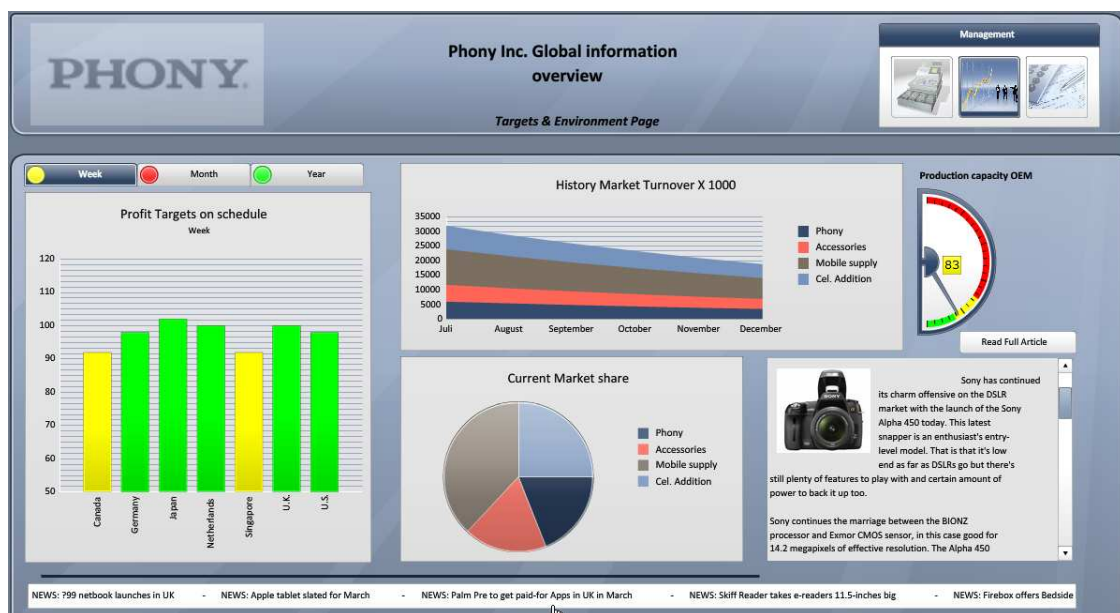 PHONY.
Phony Inc. Global information
overview
Targets & Environment Page
Management
Week
Month
Year
Profit Targets on schedule
Week
120
110
100
90
80
70
60
50
Canada
Germany
Japan
Netherlands
Singapore
U.K.
U.S.
History Market Turnover X 1000
35000
30000
25000
20000
15000
10000
5000
0
Juli
August
September
October
November
December
Phony
Accessories
Mobile supply
Cel. Addition
Production capacity OEM
83
Read Full Article
Current Market share
Phony
Accessories
Mobile supply
Cel. Addition
SONY
Sony has continued
its charm offensive on the DSLR
market with the launch of the Sony
Alpha 450 today. This latest
snapper is an enthusiast's entry-
level model. That is that it's low
end as far as DSLRs go but there's
still plenty of features to play with and certain amount of
power to back it up too.
Sony continues the marriage between the BIONZ
processor and Exmor CMOS sensor, in this case good for
14.2 megapixels of effective resolution. The Alpha 450
NEWS: ?99 netbook launches in UK - NEWS: Apple tablet slated for March - NEWS: Palm Pre to get paid-for Apps in UK in March - NEWS: Skiff Reader takes e-readers 11.5-inches big - NEWS: Firebox offers Bedside